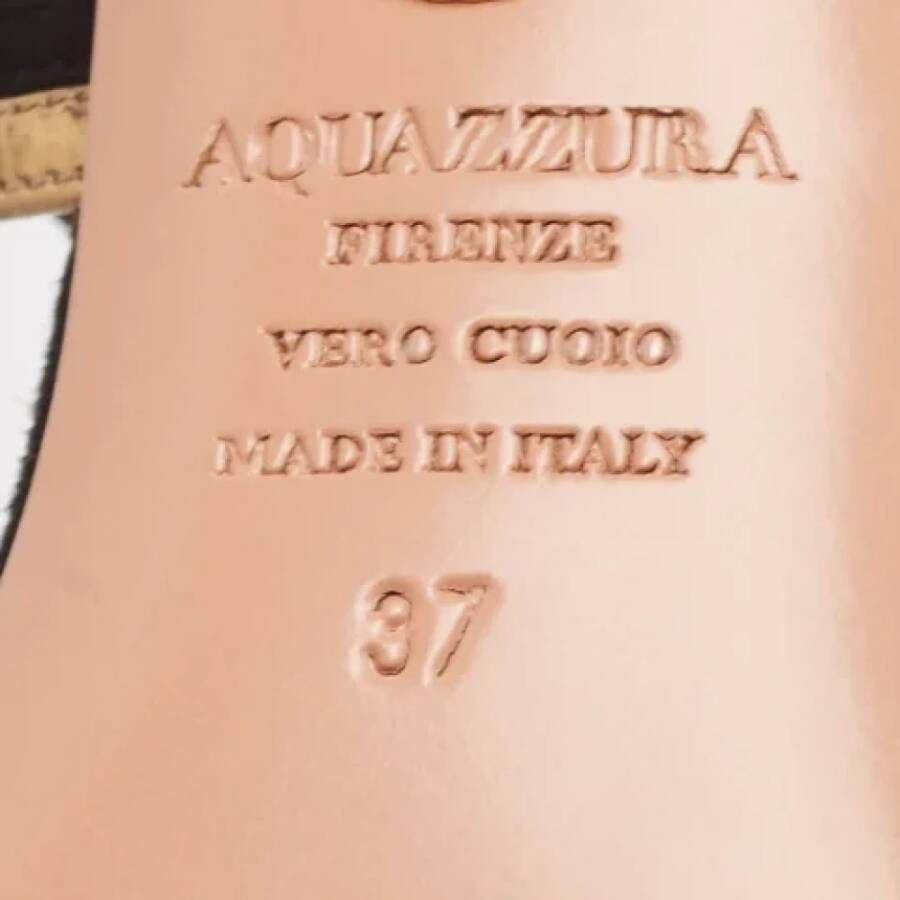 AQUAZZURA
FIRENZE
VERO CUOIO
MADE IN ITALY
37